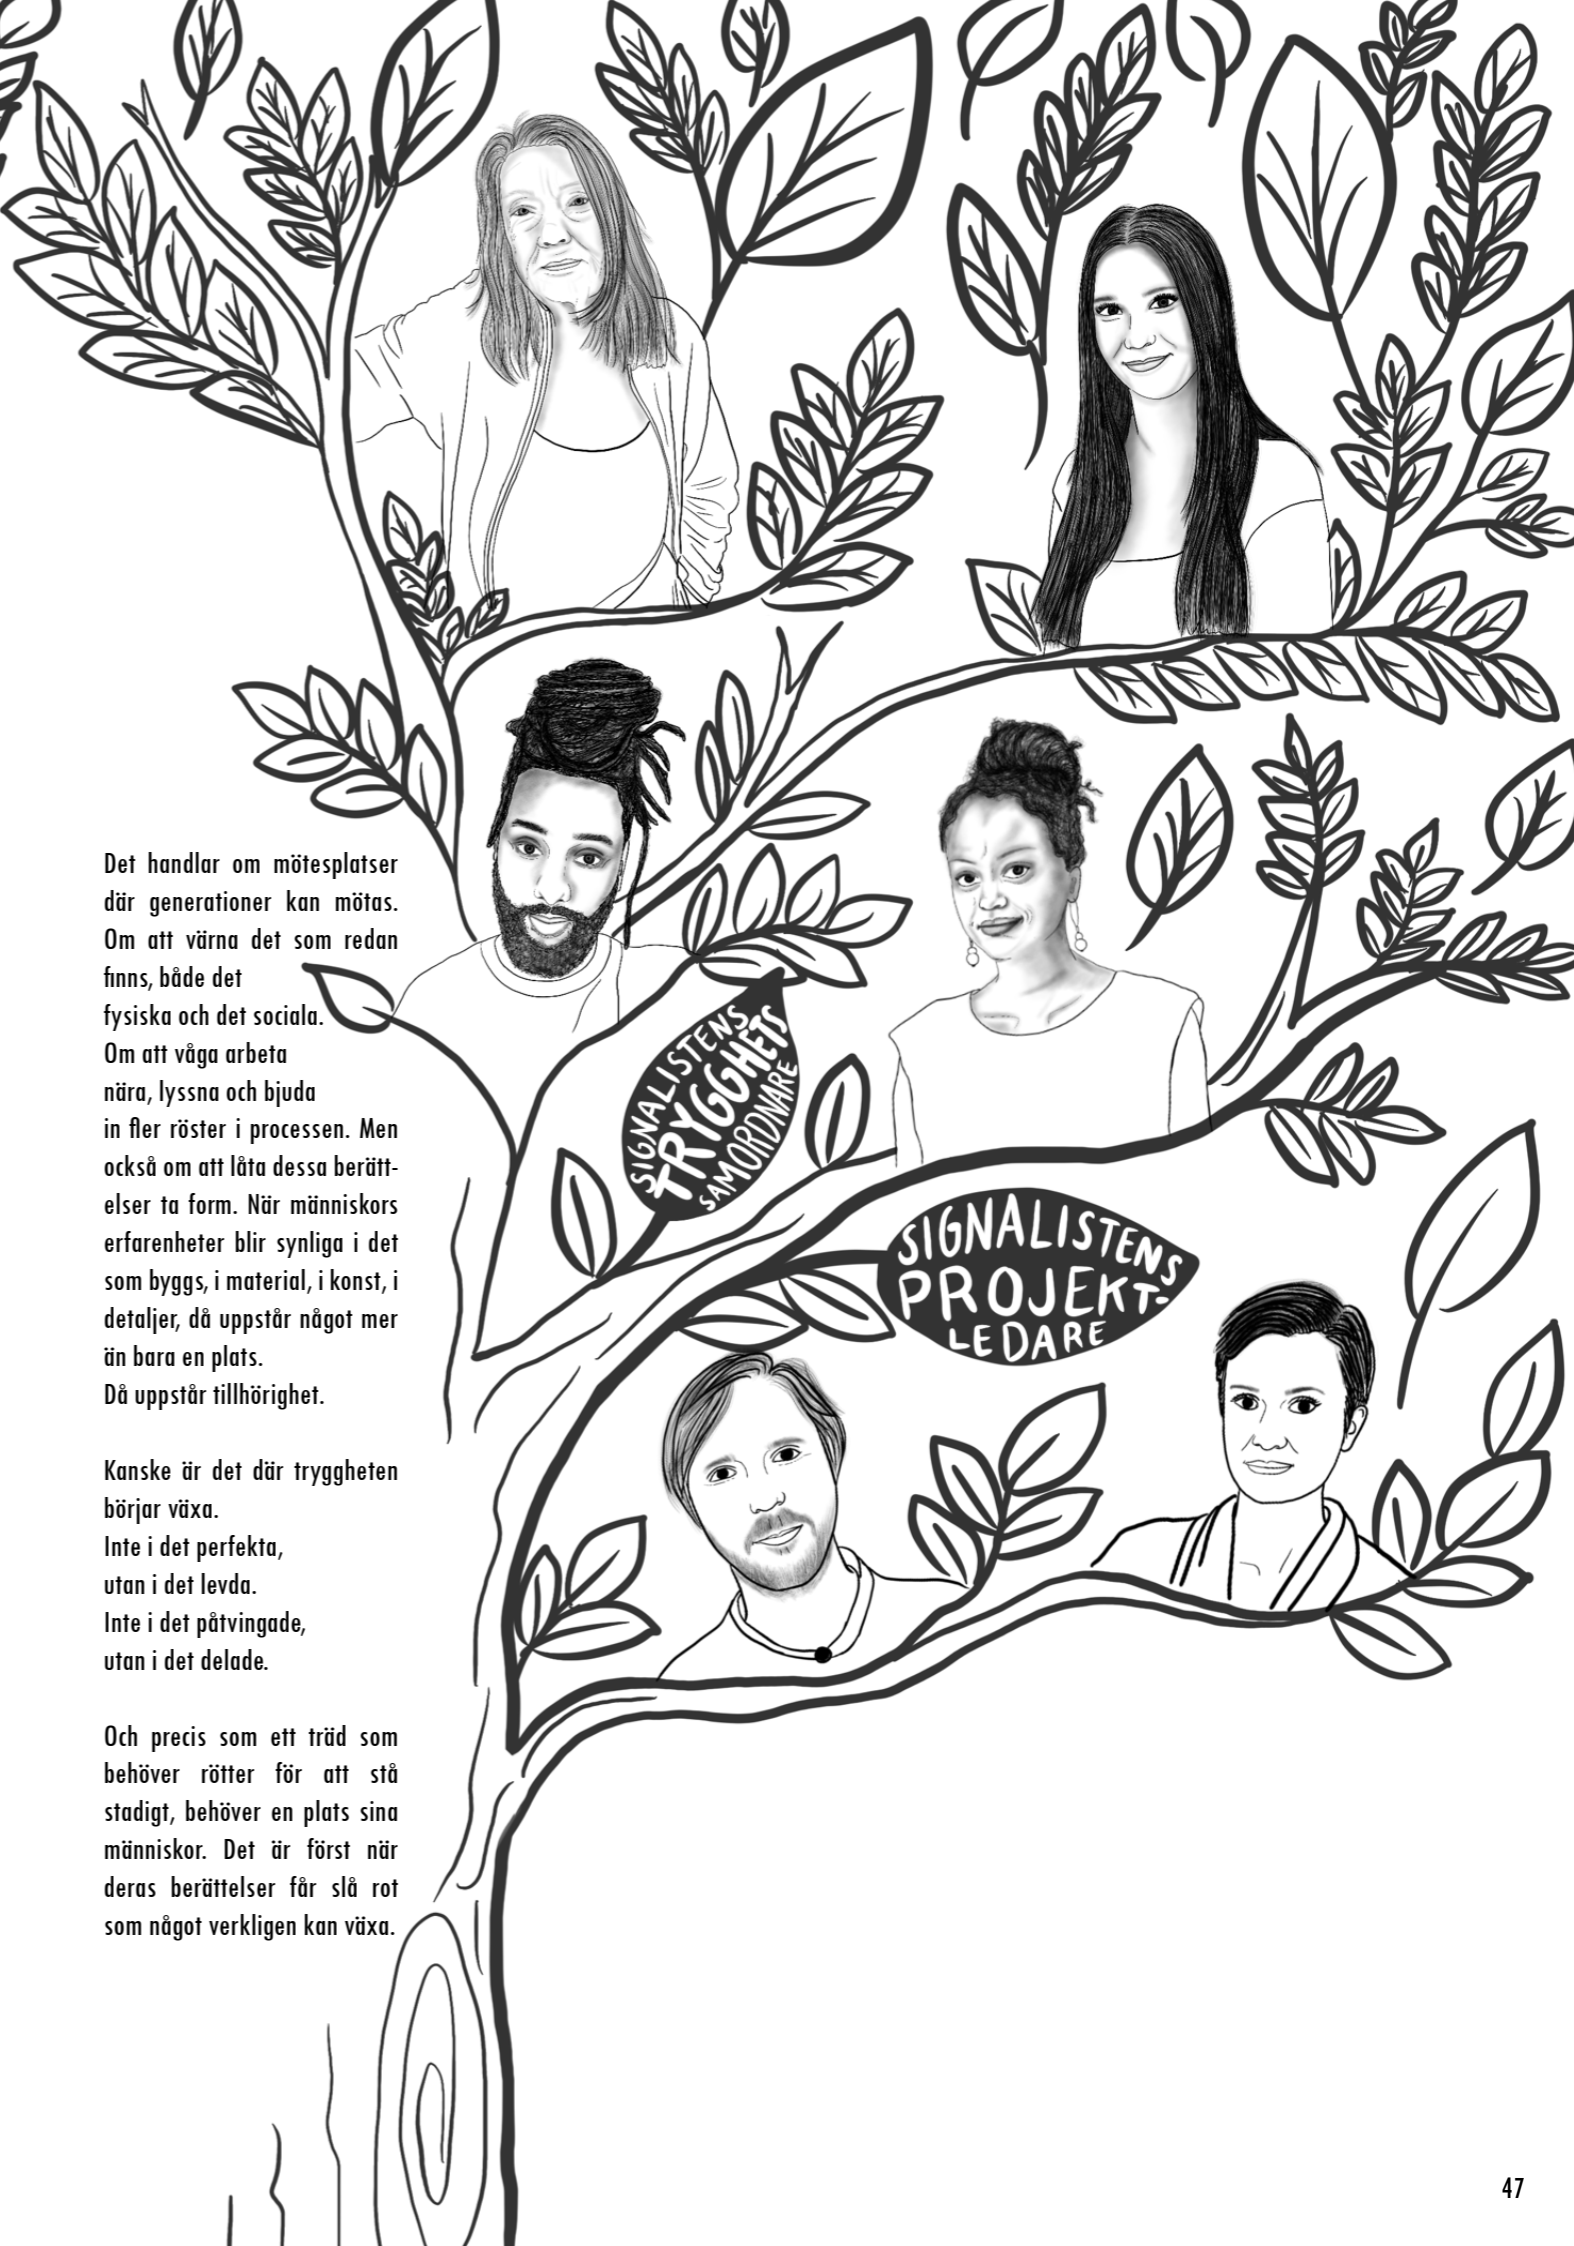 Det handlar om mötesplatser
där generationer kan mötas.
Om att värna det som redan
finns, både det
fysiska och det sociala.
Om att våga arbeta
nära, lyssna och bjuda
in fler röster i processen. Men
också om att låta dessa berätt-
elser ta form. När människors
erfarenheter blir synliga i det
som byggs, i material, i konst, i
detaljer, då uppstår något mer
än bara en plats.
Då uppstår tillhörighet.

Kanske är det där tryggheten
börjar växa.
Inte i det perfekta,
utan i det levda.
Inte i det påtvingade,
utan i det delade.

Och precis som ett träd som
behöver rötter för att stå
stadigt, behöver en plats sina
människor. Det är först när
deras berättelser får slå rot
som något verkligen kan växa.

SIGNALISTENS
TRYGGHETS
SAMORDNARE

SIGNALISTENS
PROJEKT-
LEDARE

47